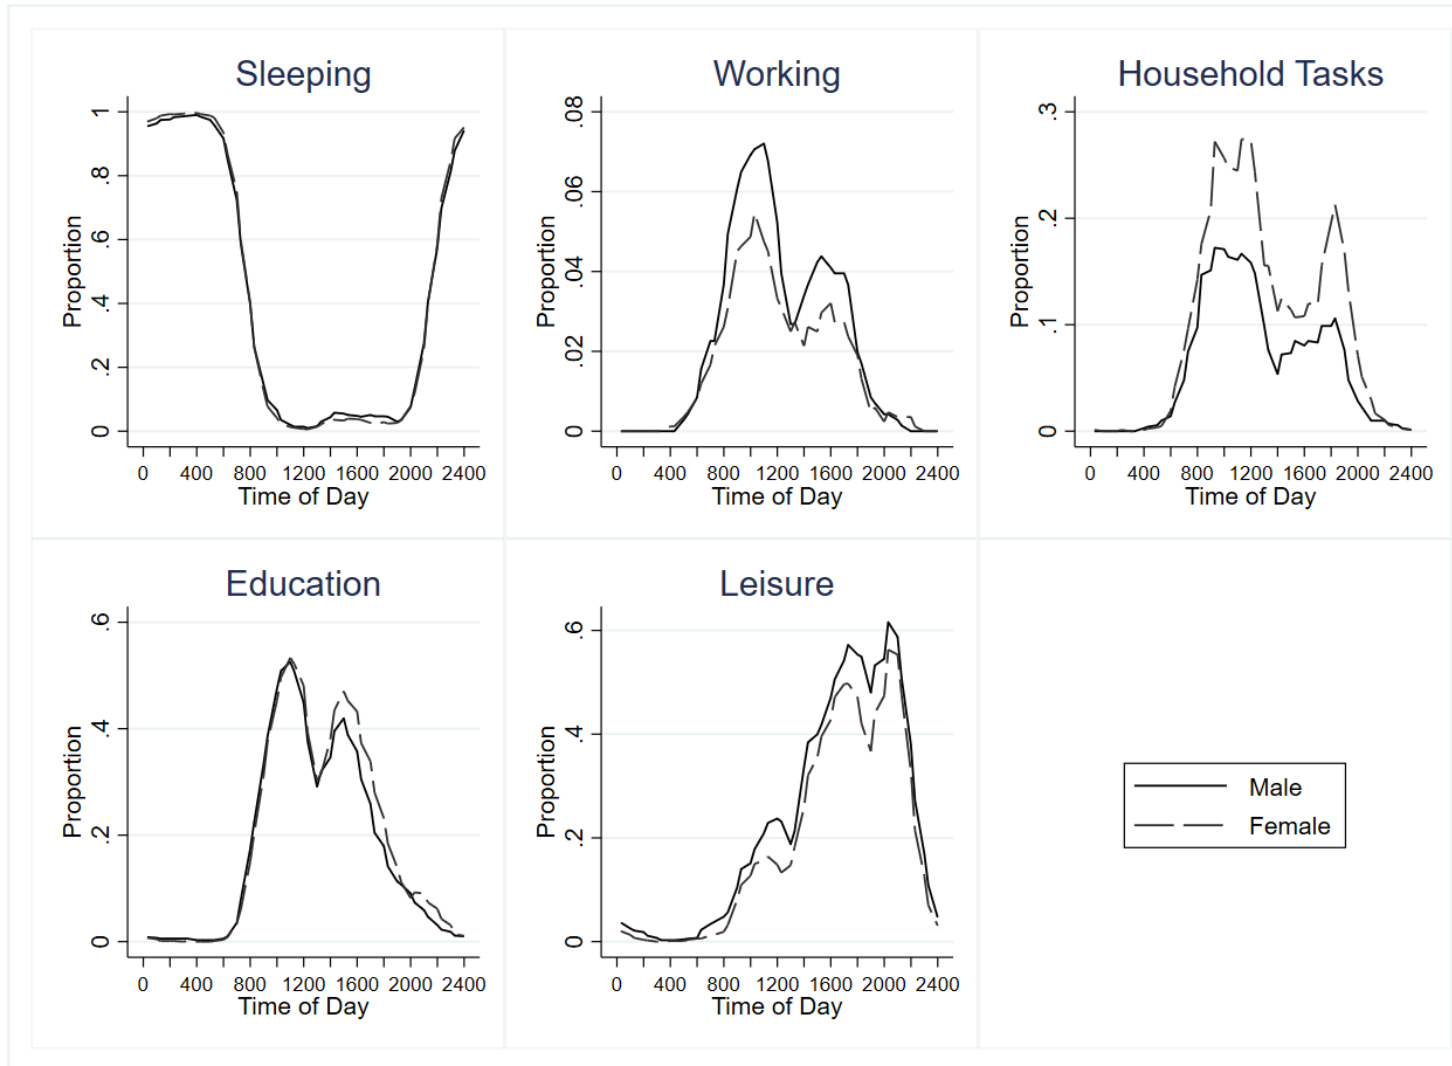 Sleeping
Proportion
1
.8
.6
.4
.2
0
0 400 800 1200 1600 2000 2400
Time of Day
Working
Proportion
.08
.06
.04
.02
0
0 400 800 1200 1600 2000 2400
Time of Day
Household Tasks
Proportion
.3
.2
.1
0
0 400 800 1200 1600 2000 2400
Time of Day
Education
Proportion
.6
.4
.2
0
0 400 800 1200 1600 2000 2400
Time of Day
Leisure
Proportion
.6
.4
.2
0
0 400 800 1200 1600 2000 2400
Time of Day
Male
Female